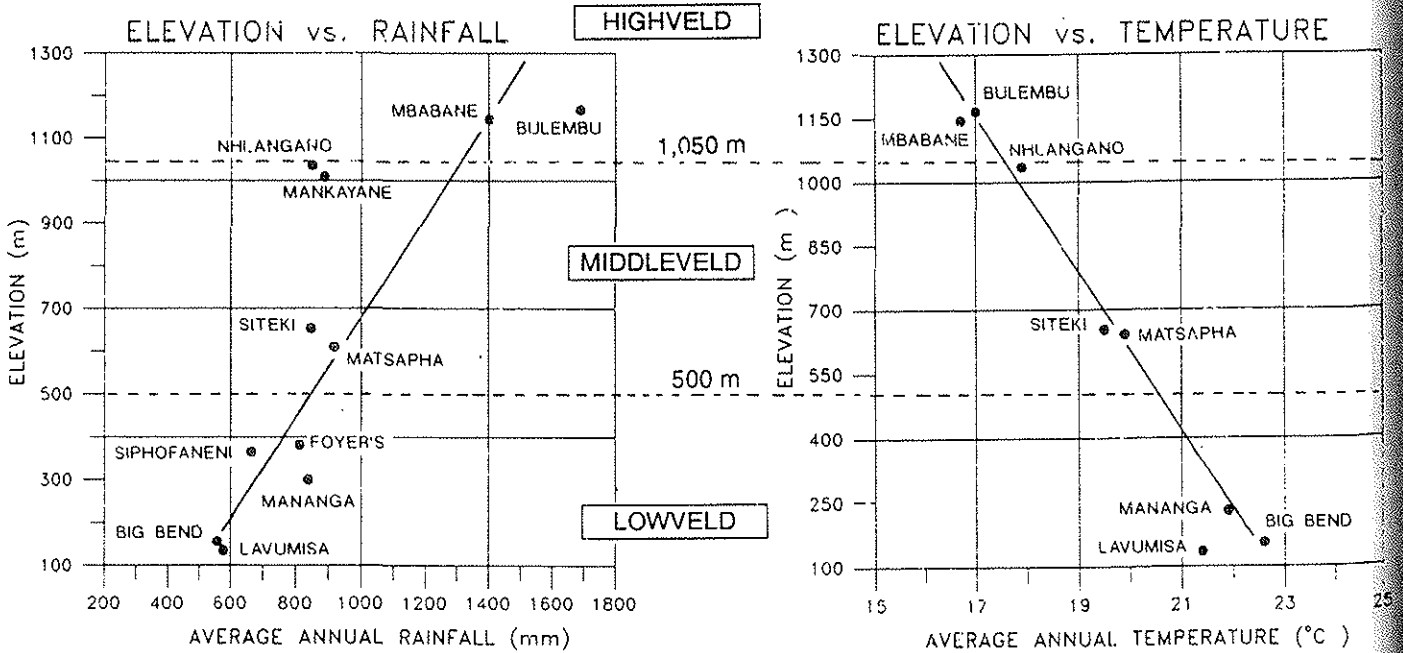 ELEVATION vs. RAINFALL
HIGHVELD
ELEVATION vs. TEMPERATURE
ELEVATION (m)
1300
1100
900
700
500
300
100
MBABANE
BULEMBU
NHLANGANO
MANKAYANE
SITEKI
MATSAPHA
SIPHOFANENI
FOYER'S
MANANGA
BIG BEND
LAVUMISA
200 600 800 1000 1400 1600 1800
AVERAGE ANNUAL RAINFALL (mm)
1,050 m
MIDDLEVELD
500 m
LOWVELD
ELEVATION (m)
1300
1150
1000
850
700
550
400
250
100
BULEMBU
MBABANE
NHLANGANO
SITEKI
MATSAPHA
MANANGA
BIG BEND
LAVUMISA
15 17 19 21 23 25
AVERAGE ANNUAL TEMPERATURE (°C )